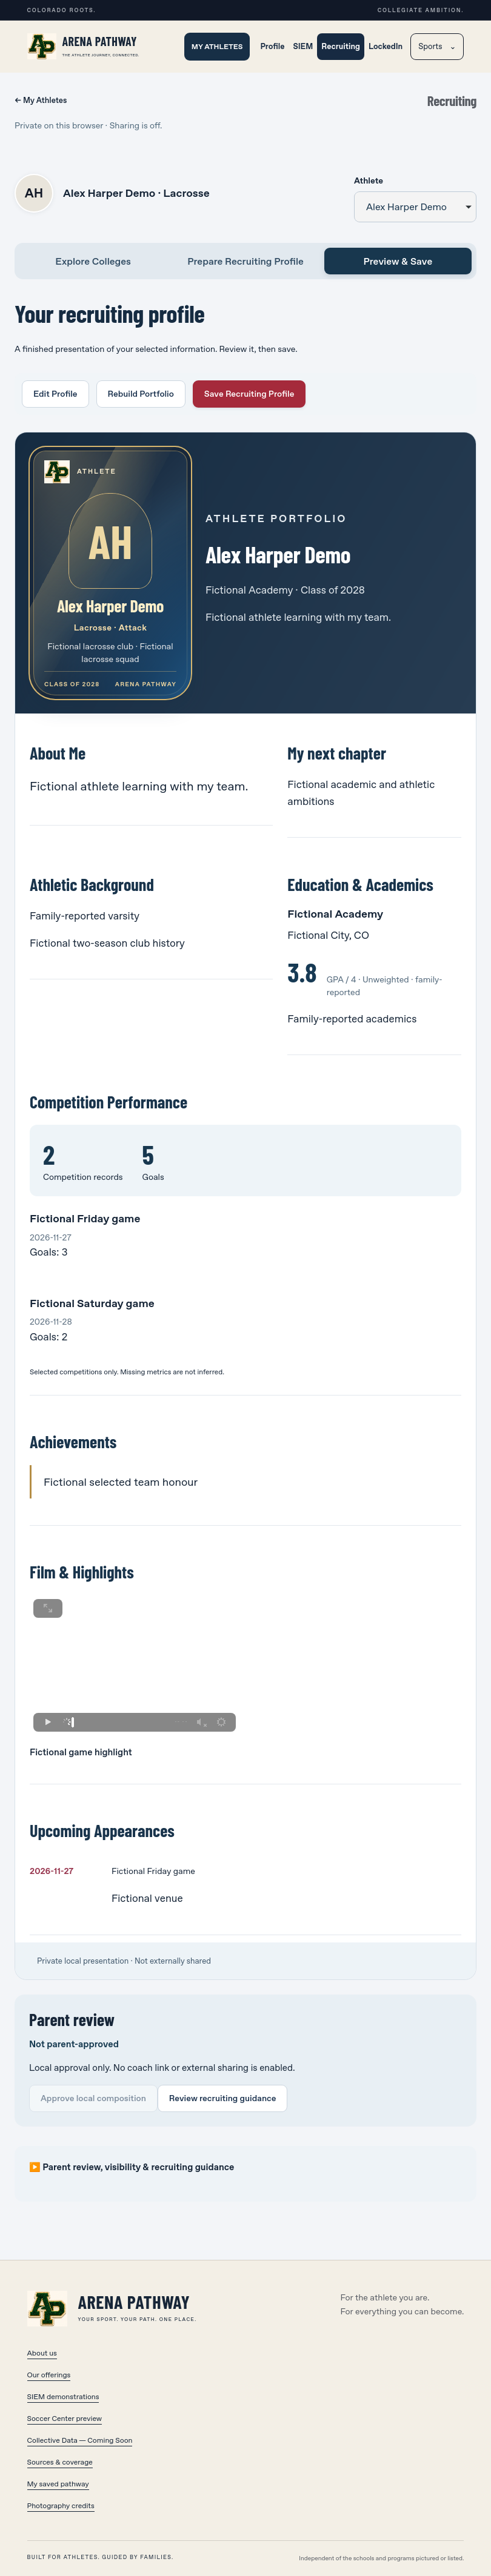 COLORADO ROOTS.
COLLEGIATE AMBITION.
AP
ARENA PATHWAY
THE ATHLETE JOURNEY, CONNECTED.
MY ATHLETES
Profile
SIEM
Recruiting
LockedIn
Sports
← My Athletes
Recruiting
Private on this browser · Sharing is off.
AH
Alex Harper Demo · Lacrosse
Athlete
Alex Harper Demo
Explore Colleges
Prepare Recruiting Profile
Preview & Save
Your recruiting profile
A finished presentation of your selected information. Review it, then save.
Edit Profile
Rebuild Portfolio
Save Recruiting Profile
AP
ATHLETE
AH
Alex Harper Demo
Lacrosse · Attack
Fictional lacrosse club · Fictional
lacrosse squad
CLASS OF 2028
ARENA PATHWAY
ATHLETE PORTFOLIO
Alex Harper Demo
Fictional Academy · Class of 2028
Fictional athlete learning with my team.
About Me
Fictional athlete learning with my team.
My next chapter
Fictional academic and athletic
ambitions
Athletic Background
Family-reported varsity
Fictional two-season club history
Education & Academics
Fictional Academy
Fictional City, CO
3.8
GPA / 4 · Unweighted · family-
reported
Family-reported academics
Competition Performance
2
Competition records
5
Goals
Fictional Friday game
2026-11-27
Goals: 3
Fictional Saturday game
2026-11-28
Goals: 2
Selected competitions only. Missing metrics are not inferred.
Achievements
Fictional selected team honour
Film & Highlights
Fictional game highlight
Upcoming Appearances
2026-11-27
Fictional Friday game
Fictional venue
Private local presentation · Not externally shared
Parent review
Not parent-approved
Local approval only. No coach link or external sharing is enabled.
Approve local composition
Review recruiting guidance
Parent review, visibility & recruiting guidance
AP
ARENA PATHWAY
YOUR SPORT. YOUR PATH. ONE PLACE.
For the athlete you are.
For everything you can become.
About us
Our offerings
SIEM demonstrations
Soccer Center preview
Collective Data — Coming Soon
Sources & coverage
My saved pathway
Photography credits
BUILT FOR ATHLETES. GUIDED BY FAMILIES.
Independent of the schools and programs pictured or listed.